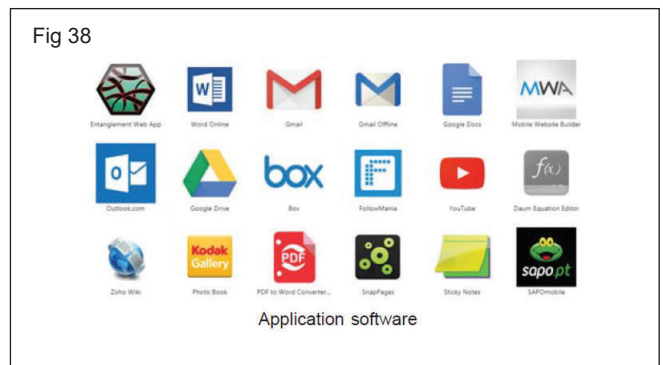 Fig 38
MWA
Entanglement Web App Word Online Gmail Gmail Offline Google Docs Mobile Website Builder
box f(x)
Outlook.com Google Drive Box FollowMania YouTube Daum Equation Editor
Kodak
Gallery
PDF
sapo.pt
Zoho Wiki Photo Book PDF to Word Converter... SnapPages Sticky Notes SAPOmobile
Application software